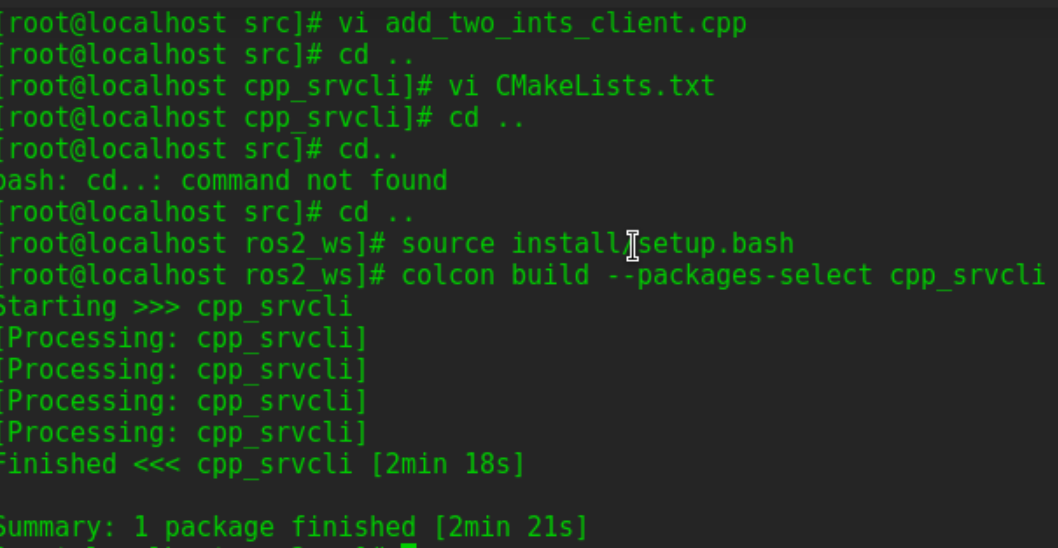 [root@localhost src]# vi add_two_ints_client.cpp
[root@localhost src]# cd ..
[root@localhost cpp_srvcli]# vi CMakeLists.txt
[root@localhost cpp_srvcli]# cd ..
[root@localhost src]# cd..
bash: cd..: command not found
[root@localhost src]# cd ..
[root@localhost ros2_ws]# source install/setup.bash
[root@localhost ros2_ws]# colcon build --packages-select cpp_srvcli
Starting >>> cpp_srvcli
[Processing: cpp_srvcli]
[Processing: cpp_srvcli]
[Processing: cpp_srvcli]
[Processing: cpp_srvcli]
Finished <<< cpp_srvcli [2min 18s]
Summary: 1 package finished [2min 21s]